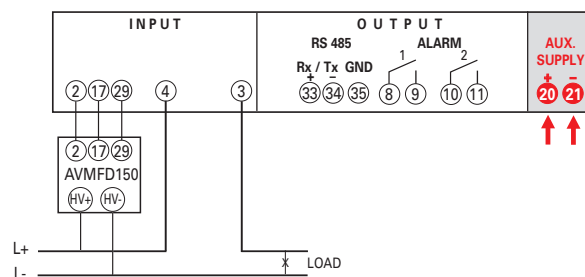 INPUT
OUTPUT
RS 485
ALARM
AUX.
SUPPLY
Rx / Tx GND
1
2
+
−
+
−
2
17
29
4
3
33
34
35
8
9
10
11
20
21
2
17
29
AVMFD150
HV+
HV-
L+
X
LOAD
L-